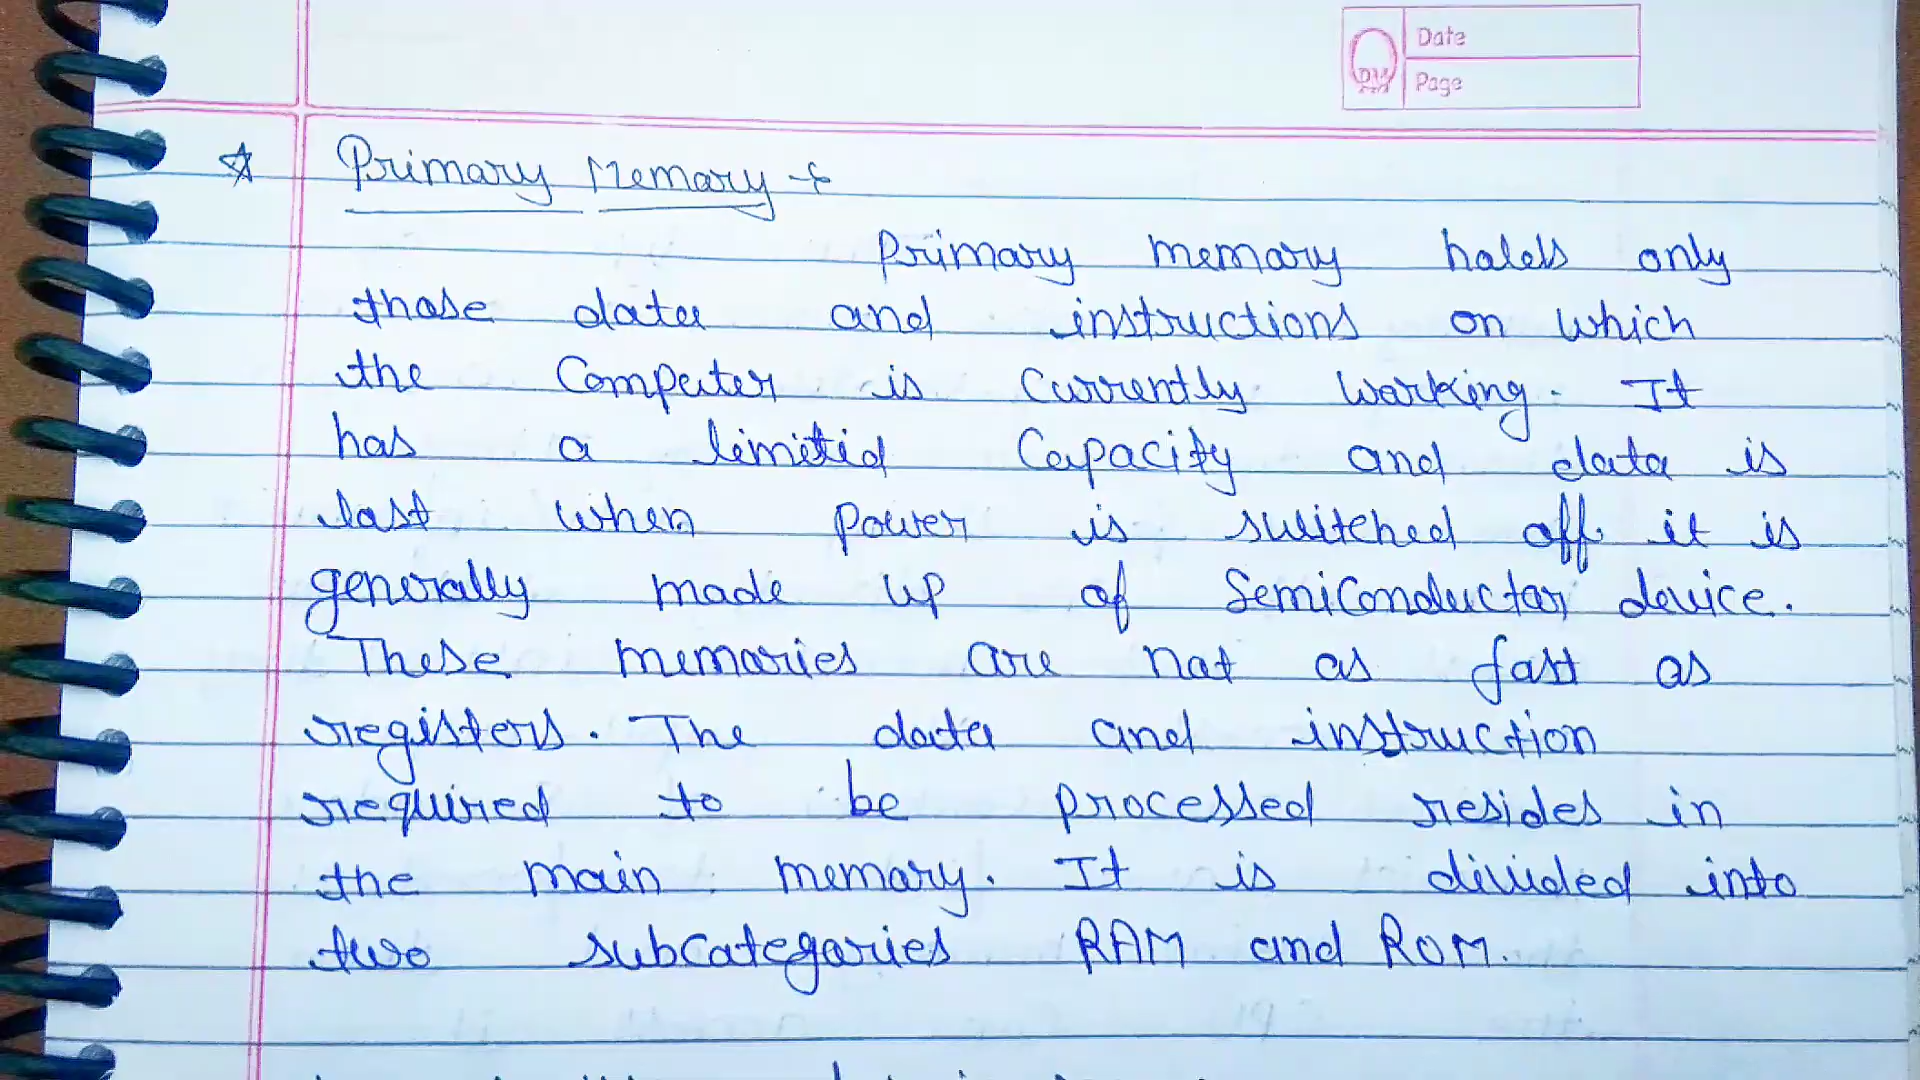 Date
Page
☆ Primary Memory :-
Primary memory holds only
those data and instructions on which
the Computer is Currently working. It
has a limited Capacity and data is
lost when power is switched off it is
generally made up of SemiConductor device.
These memories are not as fast as
registers. The data and instruction
required to be processed resides in
the main memory. It is divided into
two subcategories RAM and ROM.